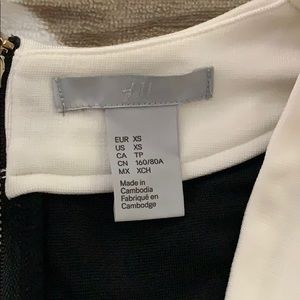 H&M
EUR XS
US XS
CA TP
CN 160/80A
MX XCH
Made in
Cambodia
Fabriqué en
Cambodge